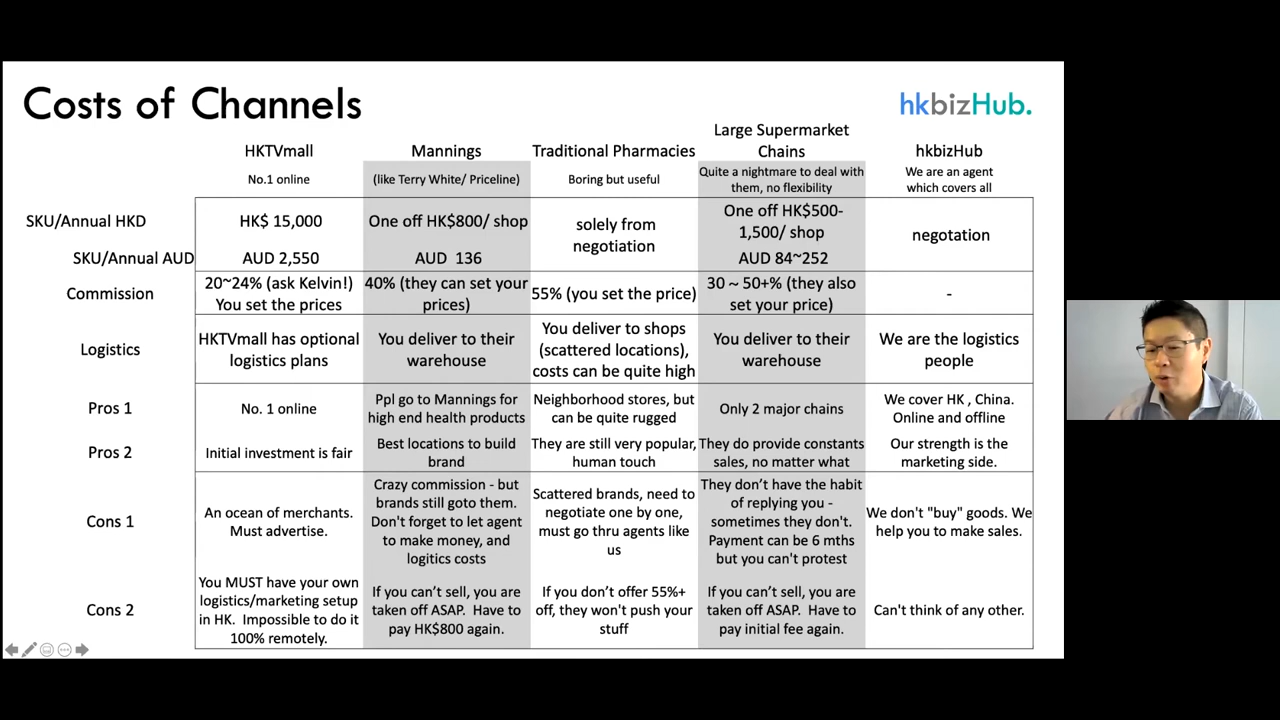 Costs of Channels
hkbizHub.
HKTVmall
Mannings
Traditional Pharmacies
Large Supermarket
Chains
hkbizHub
No.1 online
(like Terry White/ Priceline)
Boring but useful
Quite a nightmare to deal with
them, no flexibility
We are an agent
which covers all
SKU/Annual HKD
HK$ 15,000
One off HK$800/ shop
solely from
negotiation
One off HK$500-
1,500/ shop
negotation
SKU/Annual AUD
AUD 2,550
AUD 136
AUD 84~252
Commission
20~24% (ask Kelvin!)
You set the prices
40% (they can set your
prices)
55% (you set the price)
30 ~ 50+% (they also
set your price)
-
Logistics
HKTVmall has optional
logistics plans
You deliver to their
warehouse
You deliver to shops
(scattered locations),
costs can be quite high
You deliver to their
warehouse
We are the logistics
people
Pros 1
No. 1 online
Ppl go to Mannings for
high end health products
Neighborhood stores, but
can be quite rugged
Only 2 major chains
We cover HK , China.
Online and offline
Pros 2
Initial investment is fair
Best locations to build
brand
They are still very popular,
human touch
They do provide constants
sales, no matter what
Our strength is the
marketing side.
Cons 1
An ocean of merchants.
Must advertise.
Crazy commission - but
brands still goto them.
Don't forget to let agent
to make money, and
logitics costs
Scattered brands, need to
negotiate one by one,
must go thru agents like
us
They don’t have the habit
of replying you -
sometimes they don't.
Payment can be 6 mths
but you can't protest
We don't "buy" goods. We
help you to make sales.
Cons 2
You MUST have your own
logistics/marketing setup
in HK. Impossible to do it
100% remotely.
If you can’t sell, you are
taken off ASAP. Have to
pay HK$800 again.
If you don’t offer 55%+
off, they won't push your
stuff
If you can’t sell, you are
taken off ASAP. Have to
pay initial fee again.
Can't think of any other.